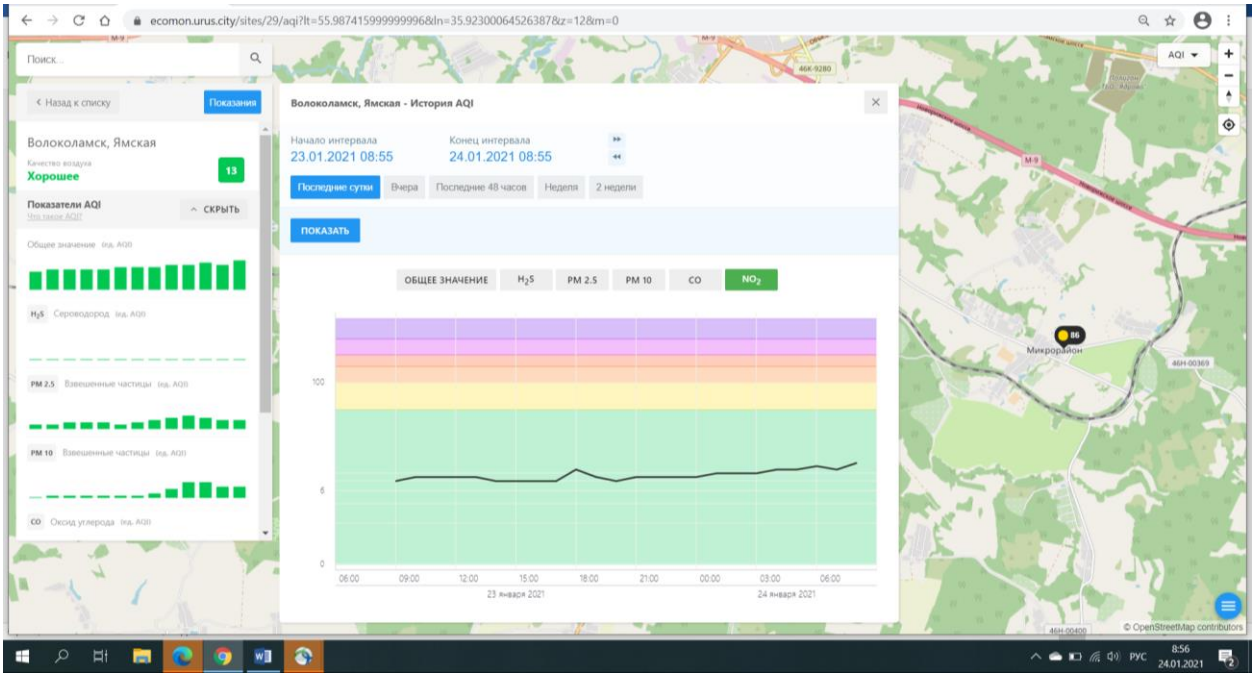 ecomon.urus.city/sites/29/aqi?lt=55.987415999999996&ln=35.92300064526387&z=12&m=0
Поиск...
М-9
М-9
46К-9280
AQI
Назад к списку
Показания
Волоколамск, Ямская
Качество воздуха
Хорошее
13
Показатели AQI
Что такое AQI?
СКРЫТЬ
Общее значение (ед. AQI)
H₂S Сероводород (ед. AQI)
PM 2.5 Взвешенные частицы (ед. AQI)
PM 10 Взвешенные частицы (ед. AQI)
CO Оксид углерода (ед. AQI)
Волоколамск, Ямская - История AQI
Начало интервала
Конец интервала
23.01.2021 08:55
24.01.2021 08:55
Последние сутки
Вчера
Последние 48 часов
Неделя
2 недели
ПОКАЗАТЬ
ОБЩЕЕ ЗНАЧЕНИЕ
H₂S
PM 2.5
PM 10
CO
NO₂
100
6
0
06:00 09:00 12:00 15:00 18:00 21:00 00:00 03:00 06:00
23 января 2021
24 января 2021
Новорижское шоссе
М-9
86
Микрорайон
46Н-00369
46Н-00400
© OpenStreetMap contributors
РУС
8:56
24.01.2021
2